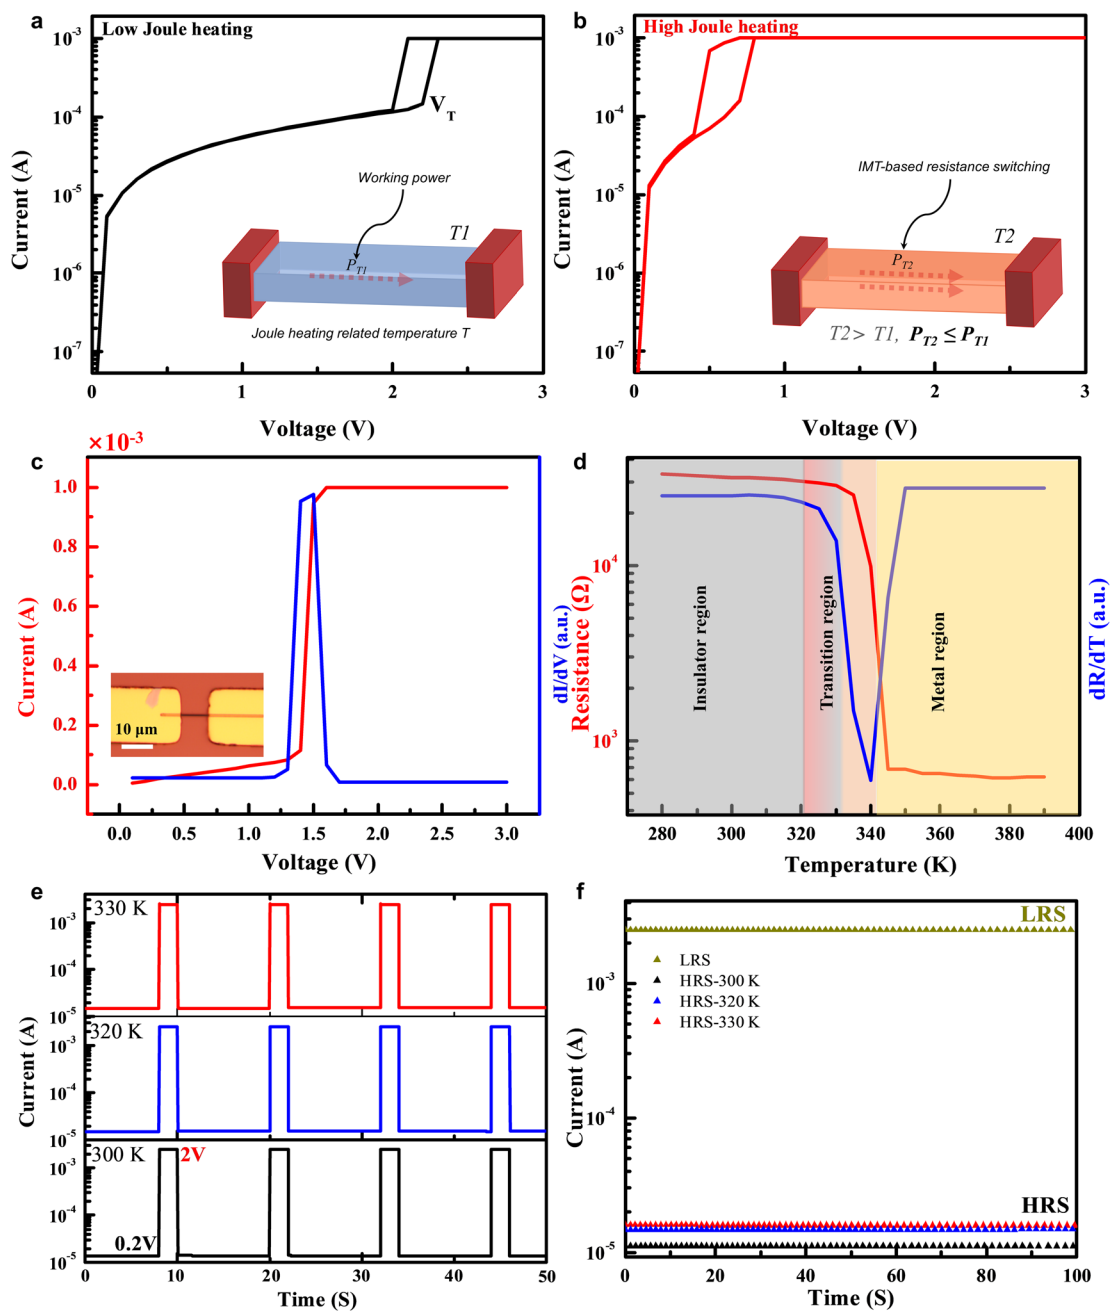 a
Low Joule heating
10⁻³
10⁻⁴
10⁻⁵
10⁻⁶
10⁻⁷
Current (A)
V_T
Working power
P_T1
T1
Joule heating related temperature T
0 1 2 3
Voltage (V)
b
High Joule heating
10⁻³
10⁻⁴
10⁻⁵
10⁻⁶
10⁻⁷
Current (A)
IMT-based resistance switching
P_T2
T2
T2 > T1, P_T2 ≤ P_T1
0 1 2 3
Voltage (V)
c
×10⁻³
1.0
0.8
0.6
0.4
0.2
0.0
Current (A)
dI/dV (a.u.)
10 μm
0.0 0.5 1.0 1.5 2.0 2.5 3.0
Voltage (V)
d
10⁴
10³
Resistance (Ω)
dR/dT (a.u.)
Insulator region
Transition region
Metal region
280 300 320 340 360 380 400
Temperature (K)
e
330 K
10⁻³
10⁻⁴
10⁻⁵
320 K
10⁻³
10⁻⁴
10⁻⁵
300 K
2V
10⁻³
10⁻⁴
0.2V
10⁻⁵
Current (A)
0 10 20 30 40 50
Time (S)
f
LRS
10⁻³
10⁻⁴
10⁻⁵
Current (A)
LRS
HRS-300 K
HRS-320 K
HRS-330 K
HRS
0 20 40 60 80 100
Time (S)